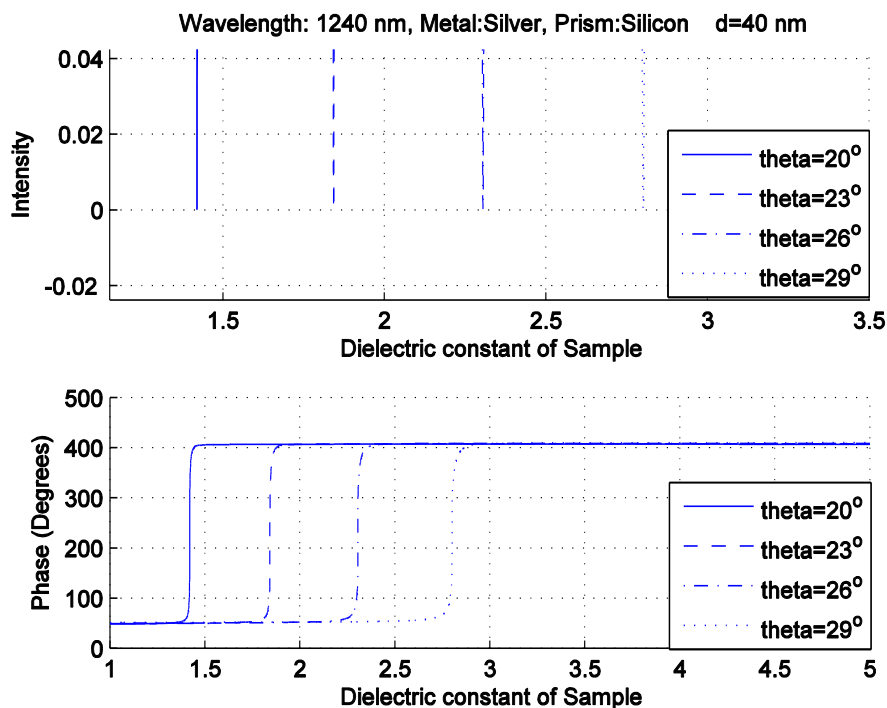 Wavelength: 1240 nm, Metal:Silver, Prism:Silicon d=40 nm
Intensity
0.04
0.02
0
-0.02
1.5
2
2.5
3
3.5
Dielectric constant of Sample
theta=20°
theta=23°
theta=26°
theta=29°
Phase (Degrees)
500
400
300
200
100
0
1
1.5
2
2.5
3
3.5
4
4.5
5
Dielectric constant of Sample
theta=20°
theta=23°
theta=26°
theta=29°